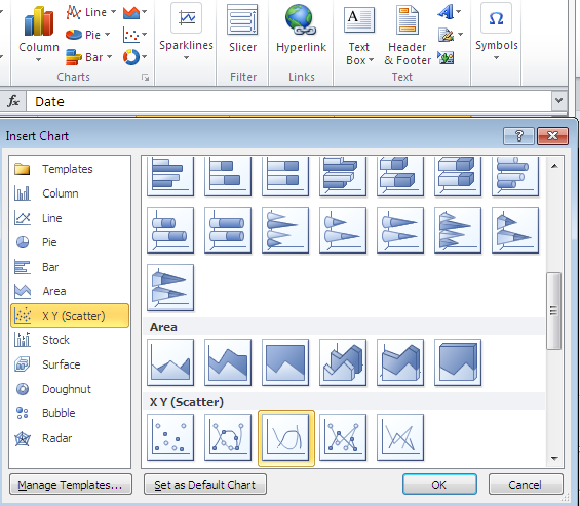 Line
Pie
Bar
Column
Charts
Sparklines
Slicer
Filter
Hyperlink
Links
Text
Box
Header
& Footer
Text
Symbols
fx Date
Insert Chart
Templates
Column
Line
Pie
Bar
Area
X Y (Scatter)
Stock
Surface
Doughnut
Bubble
Radar
Area
X Y (Scatter)
Manage Templates...
Set as Default Chart
OK
Cancel